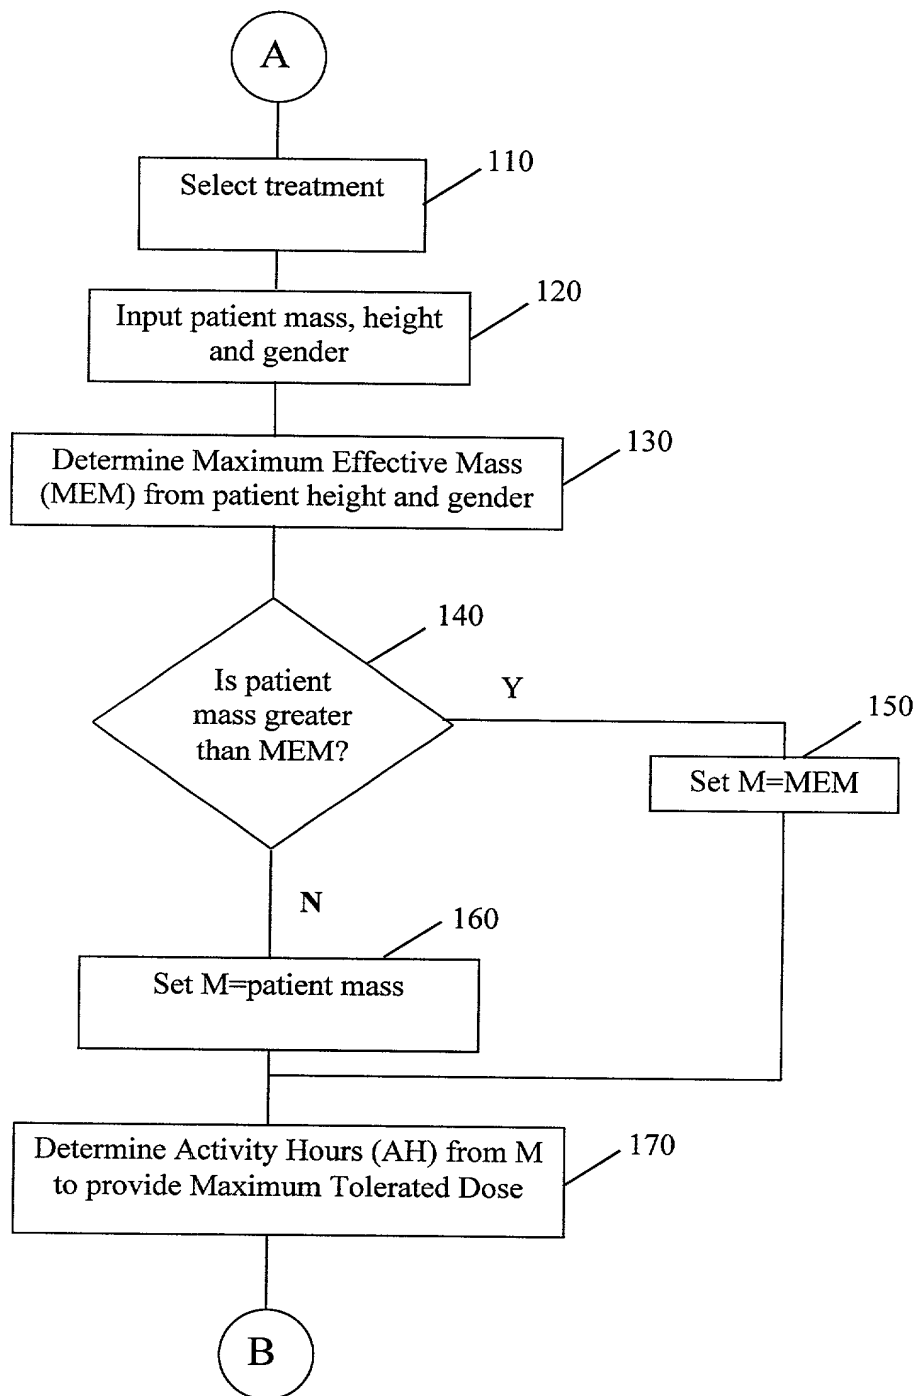 A
Select treatment
110
Input patient mass, height
and gender
120
Determine Maximum Effective Mass
(MEM) from patient height and gender
130
Is patient
mass greater
than MEM?
140
Y
Set M=MEM
150
N
Set M=patient mass
160
Determine Activity Hours (AH) from M
to provide Maximum Tolerated Dose
170
B